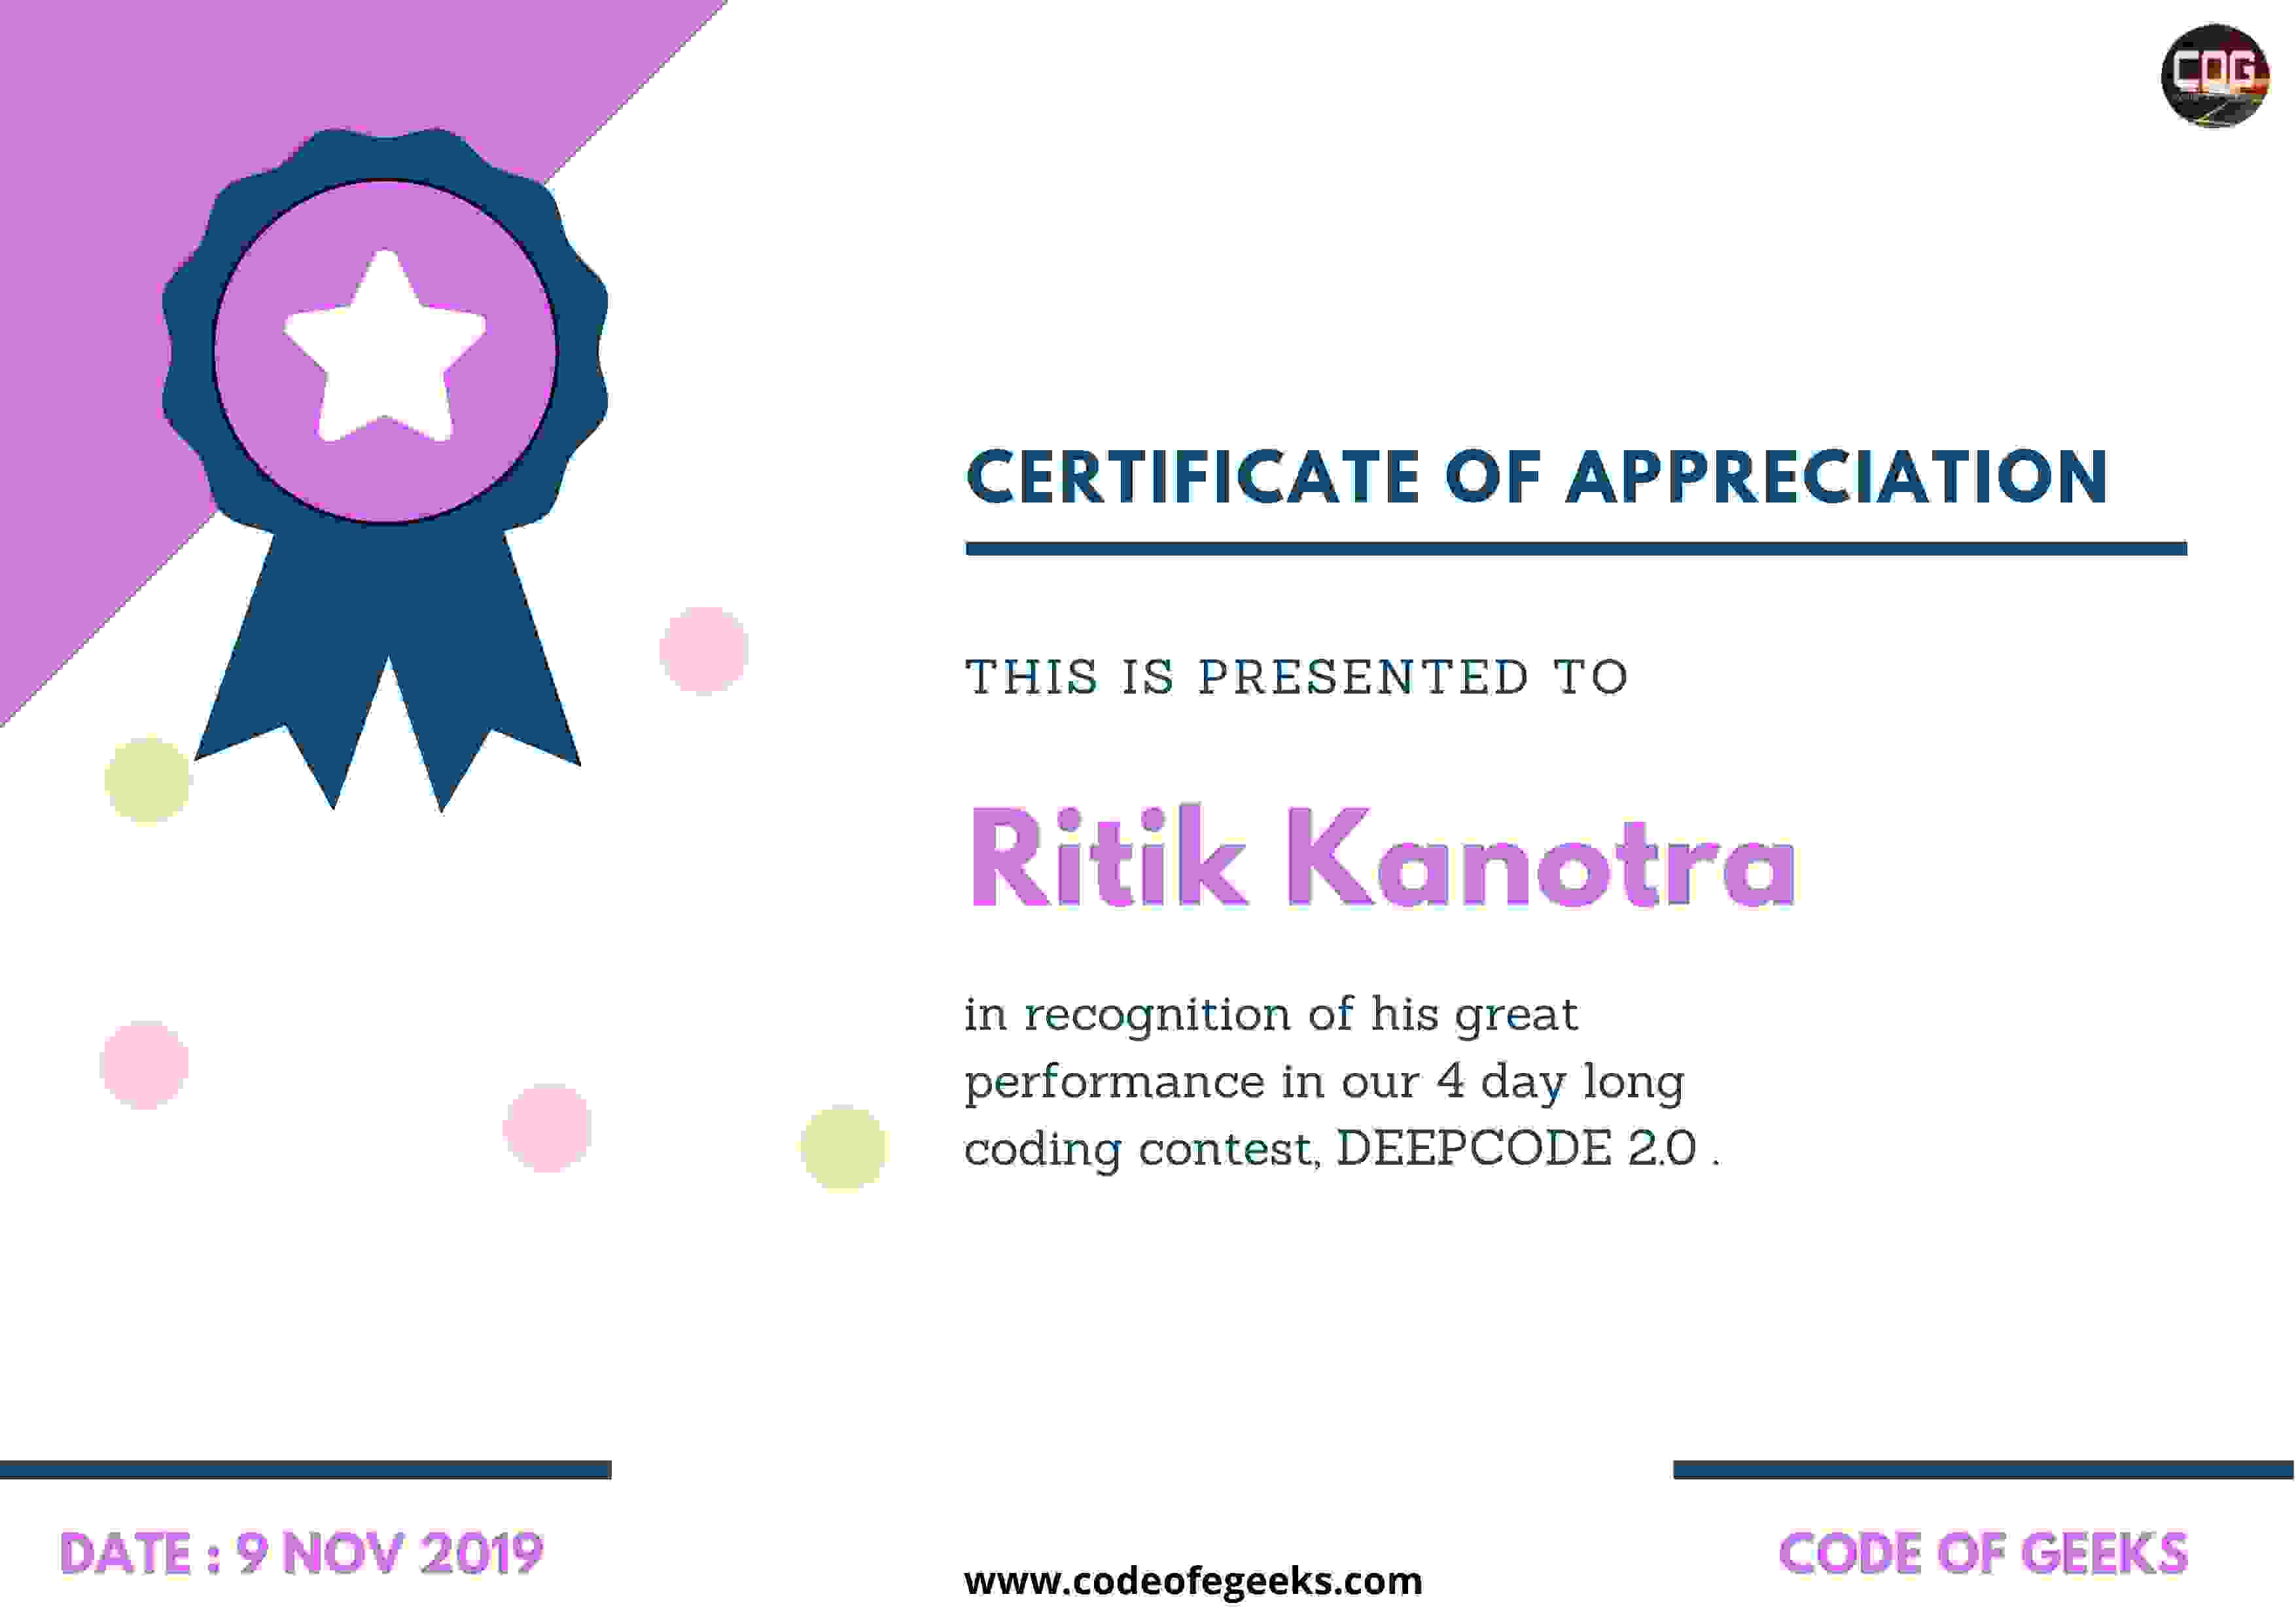 COG
CERTIFICATE OF APPRECIATION
THIS IS PRESENTED TO
Ritik Kanotra
in recognition of his great
performance in our 4 day long
coding contest, DEEPCODE 2.0 .
DATE : 9 NOV 2019
www.codeofegeeks.com
CODE OF GEEKS